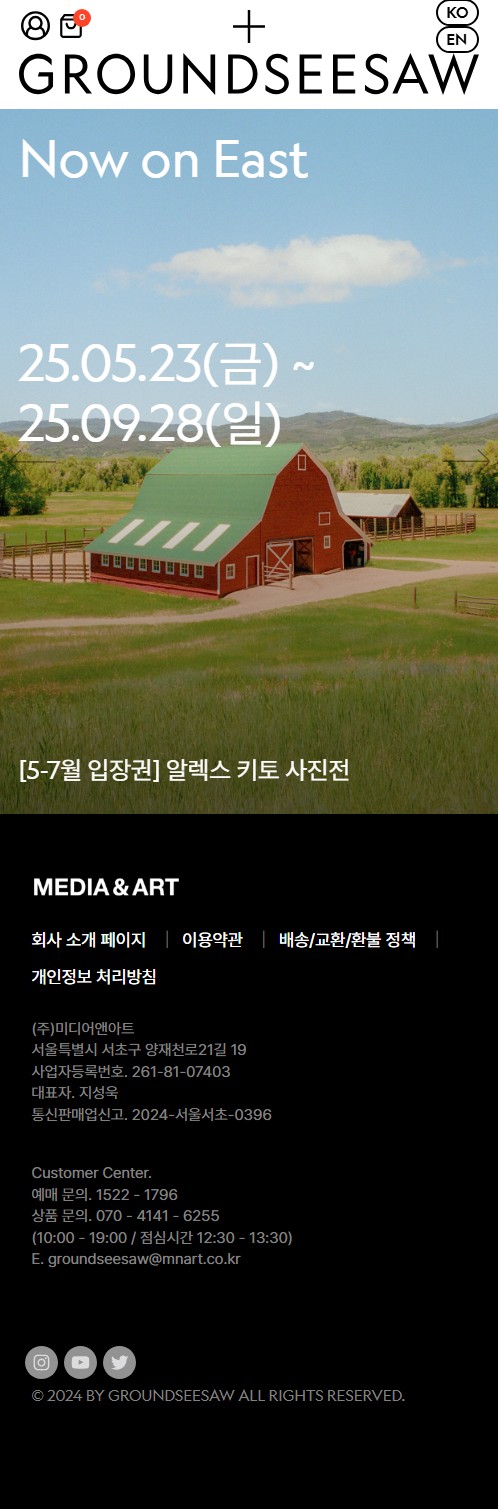 0
KO
EN
GROUNDSEESAW
Now on East
25.05.23(금) ~
25.09.28(일)
[5-7월 입장권] 알렉스 키토 사진전
MEDIA & ART
회사 소개 페이지 | 이용약관 | 배송/교환/환불 정책 |
개인정보 처리방침
(주)미디어앤아트
서울특별시 서초구 양재천로21길 19
사업자등록번호. 261-81-07403
대표자. 지성욱
통신판매업신고. 2024-서울서초-0396
Customer Center.
예매 문의. 1522 - 1796
상품 문의. 070 - 4141 - 6255
(10:00 - 19:00 / 점심시간 12:30 - 13:30)
E. groundseesaw@mnart.co.kr
© 2024 BY GROUNDSEESAW ALL RIGHTS RESERVED.